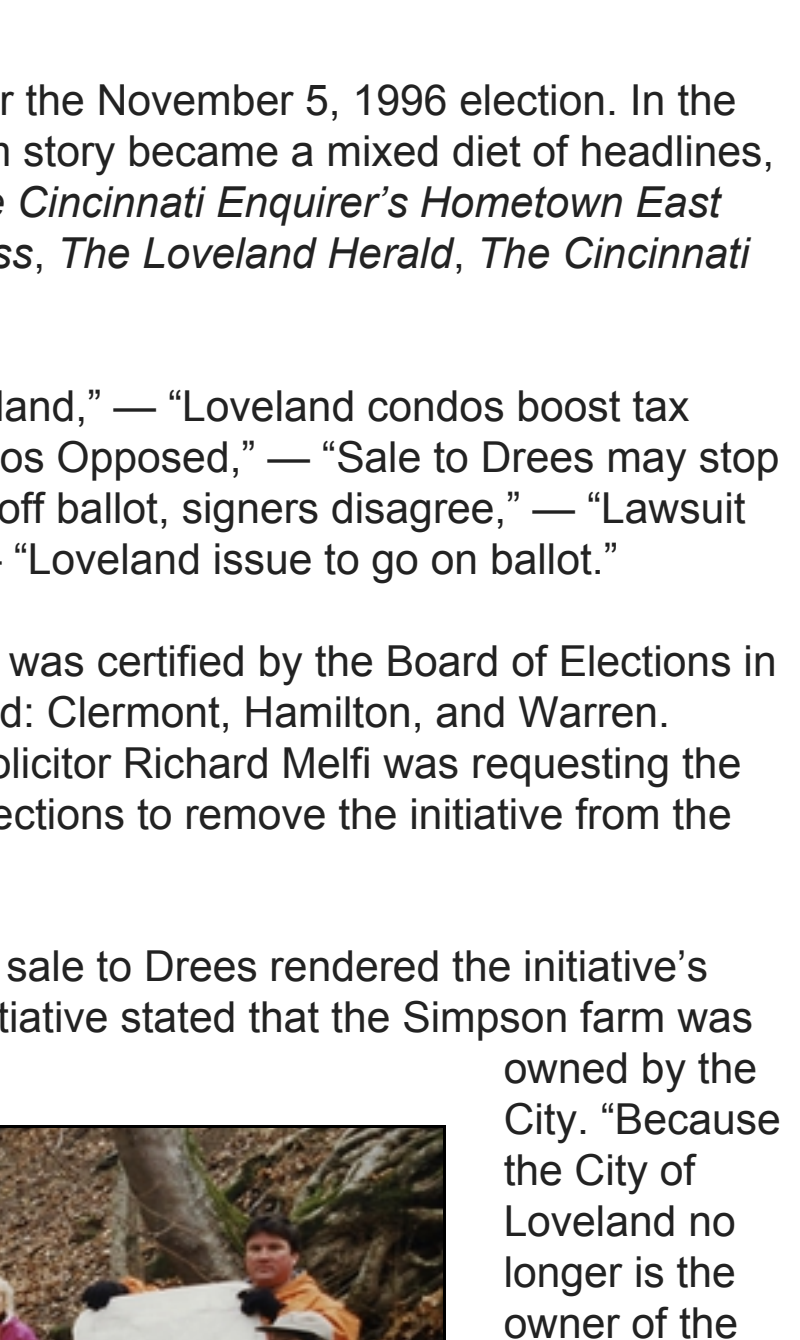 r the November 5, 1996 election. In the
n story became a mixed diet of headlines,
e Cincinnati Enquirer’s Hometown East
ss, The Loveland Herald, The Cincinnati
land,” — “Loveland condos boost tax
os Opposed,” — “Sale to Drees may stop
off ballot, signers disagree,” — “Lawsuit
“Loveland issue to go on ballot.”
was certified by the Board of Elections in
d: Clermont, Hamilton, and Warren.
olicitor Richard Melfi was requesting the
ections to remove the initiative from the
sale to Drees rendered the initiative’s
tiative stated that the Simpson farm was
owned by the
City. “Because
the City of
Loveland no
longer is the
owner of the